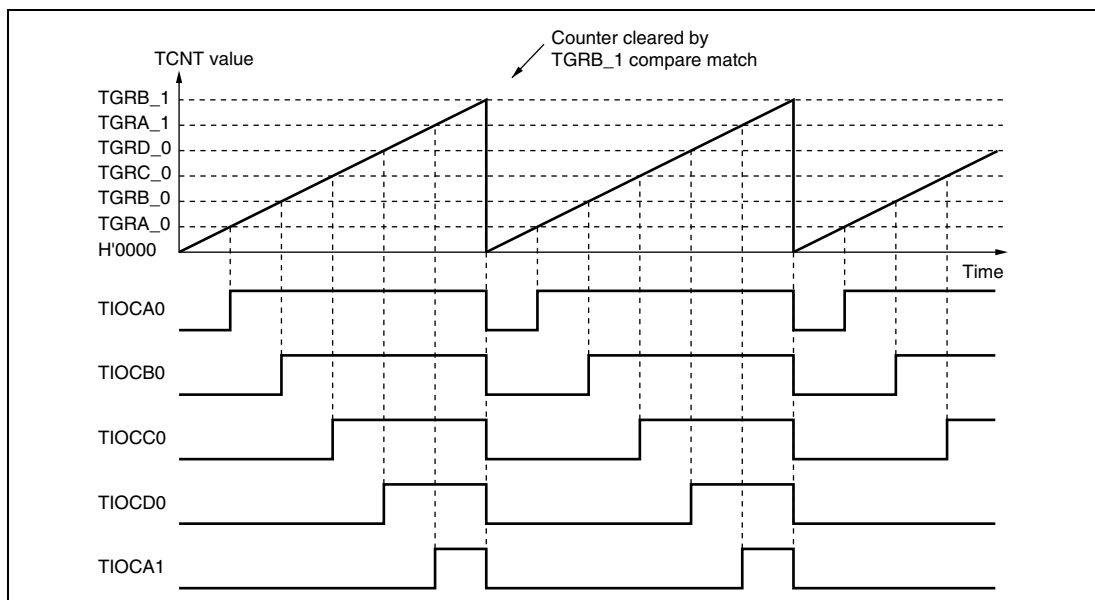 Counter cleared by
TGRB_1 compare match
TCNT value
TGRB_1
TGRA_1
TGRD_0
TGRC_0
TGRB_0
TGRA_0
H'0000
Time
TIOCA0
TIOCB0
TIOCC0
TIOCD0
TIOCA1